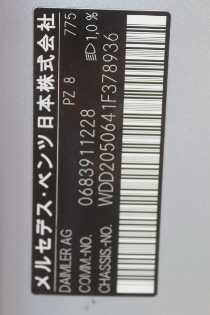 メルセデス・ベンツ日本株式会社
DAIMLER AG PZ 8 775
COMM.-NO. 0683911228 1,0%
CHASSIS.-NO. WDD2050641F378936